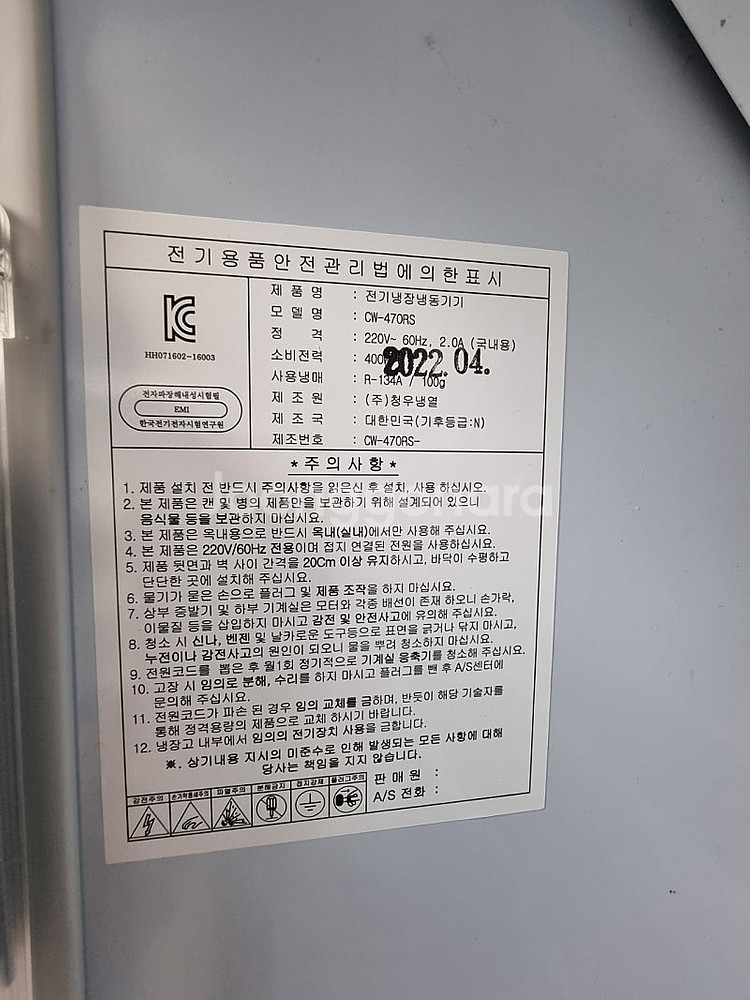 전기용품안전관리법에의한표시
KC
HH071602-16003
전자파장해내성시험필
EMI
한국전기전자시험연구원
제 품 명 : 전기냉장냉동기기
모 델 명 : CW-470RS
정 격 : 220V~ 60Hz, 2.0A (국내용)
소비전력 : 400
2022.04.
사용냉매 : R-134A / 100g
제 조 원 : (주)청우냉열
제 조 국 : 대한민국(기후등급:N)
제조번호 : CW-470RS-
*주의사항*
1. 제품 설치 전 반드시 주의사항을 읽은신 후 설치, 사용 하십시오.
2. 본 제품은 캔 및 병의 제품만을 보관하기 위해 설계되어 있으니
음식물 등을 보관하지 마십시요.
3. 본 제품은 옥내용으로 반드시 옥내(실내)에서만 사용해 주십시요.
4. 본 제품은 220V/60Hz 전용이며 접지 연결된 전원을 사용하십시요.
5. 제품 뒷면과 벽 사이 간격을 20Cm 이상 유지하시고, 바닥이 수평하고
단단한 곳에 설치해 주십시요.
6. 물기가 묻은 손으로 플러그 및 제품 조작을 하지 마십시요.
7. 상부 증발기 및 하부 기계실은 모터와 각종 배선이 존재 하오니 손가락,
이물질 등을 삽입하지 마시고 감전 및 안전사고에 유의해 주십시요.
8. 청소 시 신나, 벤젠 및 날카로운 도구등으로 표면을 긁거나 닦지 마시고,
누전이나 감전사고의 원인이 되오니 물을 뿌려 청소하지 마십시요.
9. 전원코드를 뽑은 후 월1회 정기적으로 기계실 응축기를 청소해 주십시요.
10. 고장 시 임의로 분해, 수리를 하지 마시고 플러그를 뺀 후 A/S센터에
문의해 주십시요.
11. 전원코드가 파손 된 경우 임의 교체를 금하며, 반듯이 해당 기술자를
통해 정격용량의 제품으로 교체 하시기 바랍니다.
12. 냉장고 내부에서 임의의 전기장치 사용을 금합니다.
※. 상기내용 지시의 미준수로 인해 발생되는 모든 사항에 대해
당사는 책임을 지지 않습니다.
감전주의
파열주의
분해금지
접지강제
플러그주의
판 매 원 :
A/S 전화 :